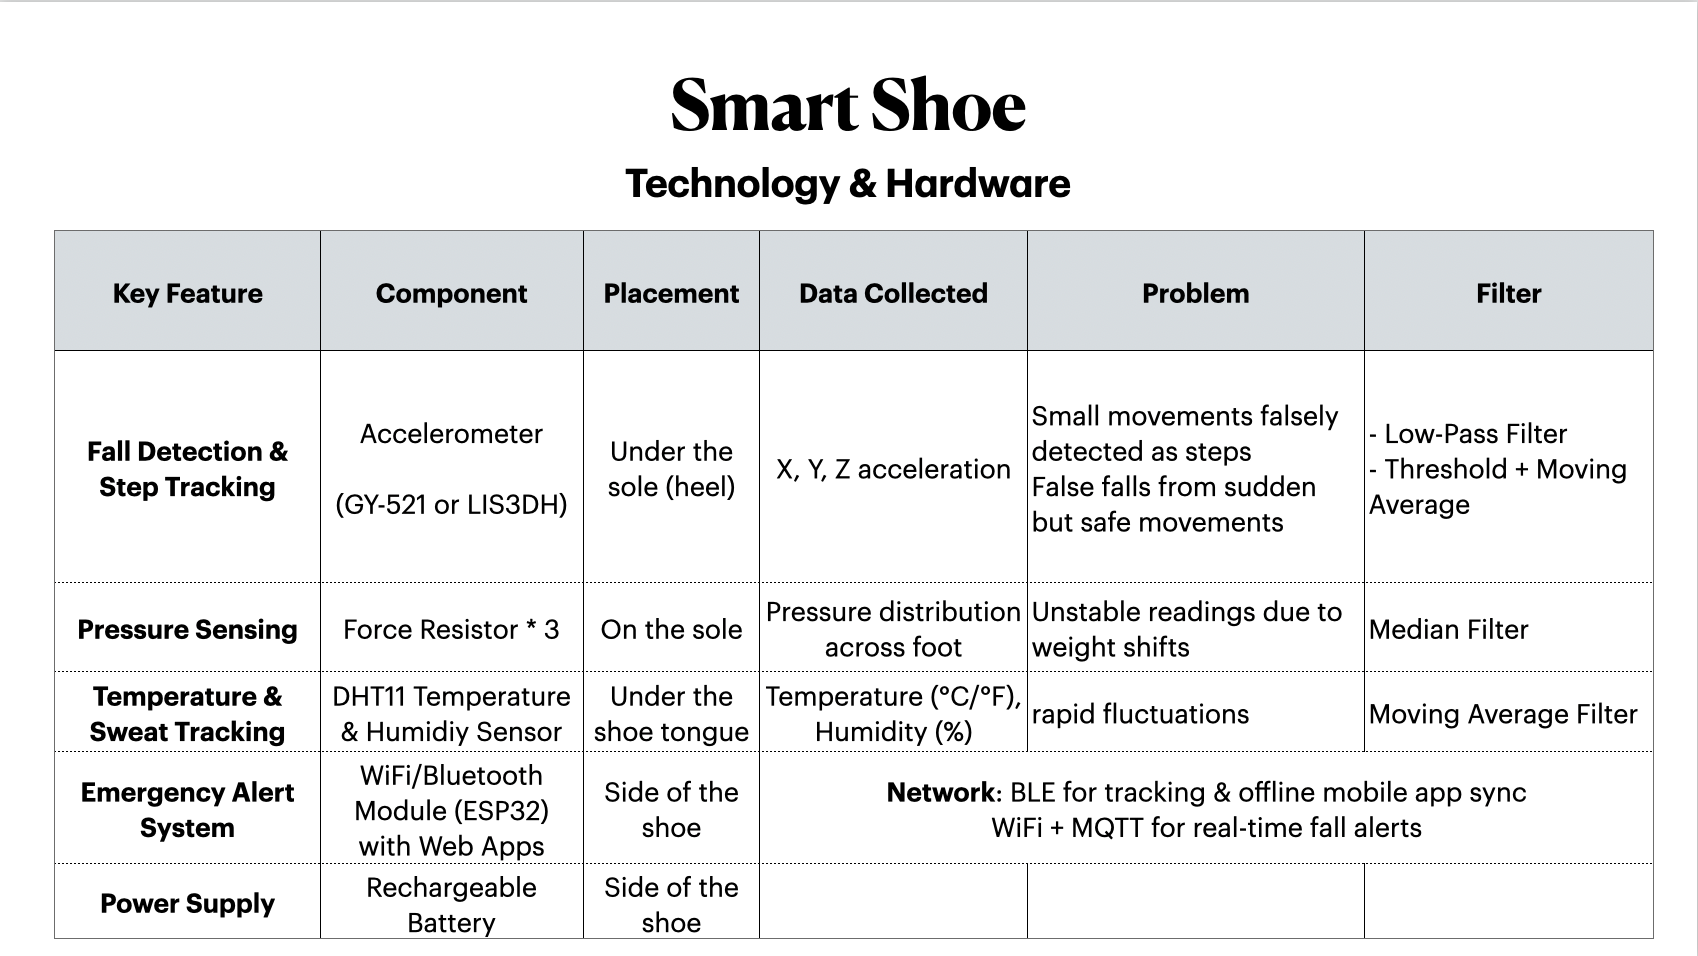 Smart Shoe
Technology & Hardware
Key Feature
Component
Placement
Data Collected
Problem
Filter
Fall Detection &
Step Tracking
Accelerometer
(GY-521 or LIS3DH)
Under the
sole (heel)
X, Y, Z acceleration
Small movements falsely
detected as steps
False falls from sudden
but safe movements
- Low-Pass Filter
- Threshold + Moving
Average
Pressure Sensing
Force Resistor * 3
On the sole
Pressure distribution
across foot
Unstable readings due to
weight shifts
Median Filter
Temperature &
Sweat Tracking
DHT11 Temperature
& Humidiy Sensor
Under the
shoe tongue
Temperature (°C/°F),
Humidity (%)
rapid fluctuations
Moving Average Filter
Emergency Alert
System
WiFi/Bluetooth
Module (ESP32)
with Web Apps
Side of the
shoe
Network: BLE for tracking & offline mobile app sync
WiFi + MQTT for real-time fall alerts
Power Supply
Rechargeable
Battery
Side of the
shoe